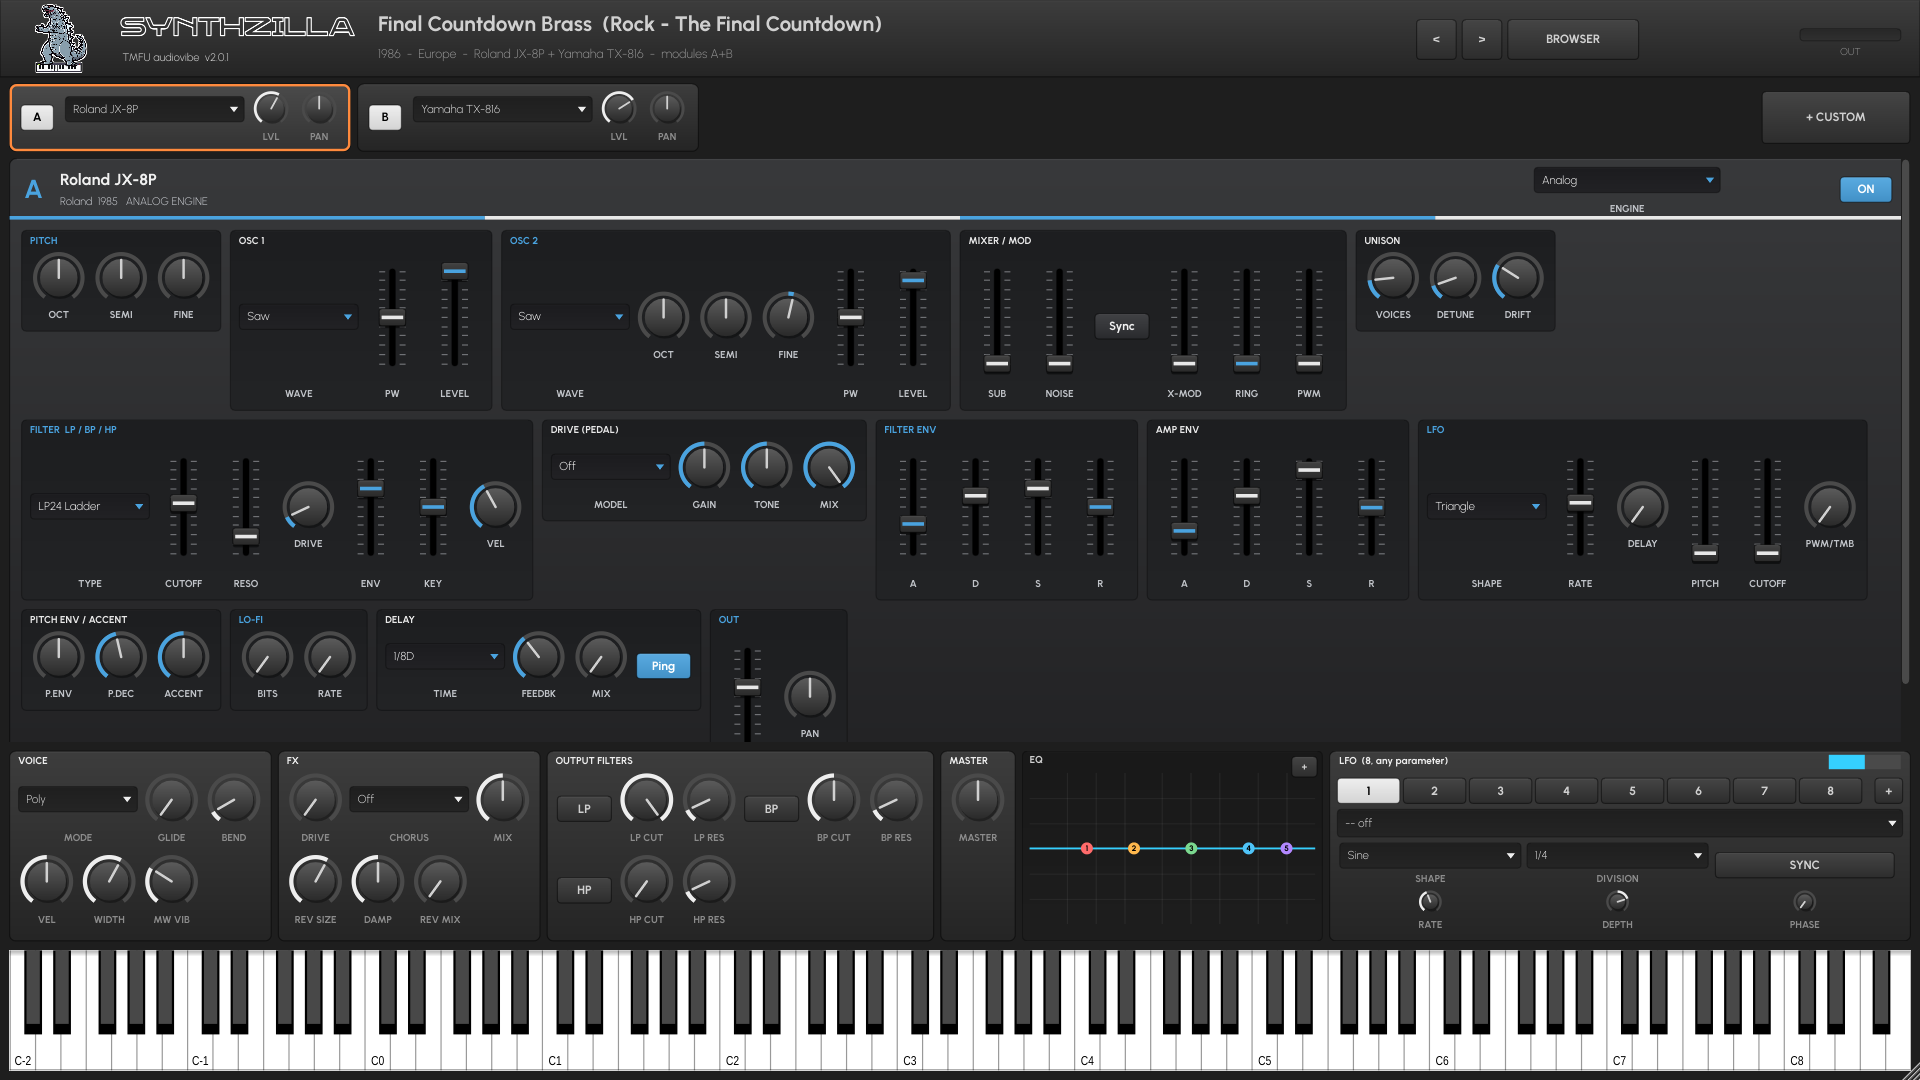 SYNTHZILLA
TMFU audiovibe v2.0.1
Final Countdown Brass (Rock - The Final Countdown)
1986 - Europe - Roland JX-8P + Yamaha TX-816 - modules A+B
< > BROWSER
OUT
A Roland JX-8P
LVL PAN
B Yamaha TX-816
LVL PAN
+ CUSTOM
A Roland JX-8P
Roland 1985 ANALOG ENGINE
Analog
ENGINE
ON
PITCH
OCT SEMI FINE
OSC 1
Saw
WAVE PW LEVEL
OSC 2
Saw
OCT SEMI FINE
WAVE PW LEVEL
MIXER / MOD
Sync
SUB NOISE X-MOD RING PWM
UNISON
VOICES DETUNE DRIFT
FILTER LP / BP / HP
LP24 Ladder
DRIVE VEL
TYPE CUTOFF RESO ENV KEY
DRIVE (PEDAL)
Off
MODEL GAIN TONE MIX
FILTER ENV
A D S R
AMP ENV
A D S R
LFO
Triangle
DELAY PWM/TMB
SHAPE RATE PITCH CUTOFF
PITCH ENV / ACCENT
P.ENV P.DEC ACCENT
LO-FI
BITS RATE
DELAY
1/8D
Ping
TIME FEEDBK MIX
OUT
PAN
VOICE
Poly
MODE GLIDE BEND
VEL WIDTH MW VIB
FX
Off
DRIVE CHORUS MIX
REV SIZE DAMP REV MIX
OUTPUT FILTERS
LP BP
LP CUT LP RES BP CUT BP RES
HP
HP CUT HP RES
MASTER
MASTER
EQ
+
1 2 3 4 5
LFO (8, any parameter)
1 2 3 4 5 6 7 8 +
-- off
Sine 1/4 SYNC
SHAPE DIVISION
RATE DEPTH PHASE
C-2 C-1 C0 C1 C2 C3 C4 C5 C6 C7 C8